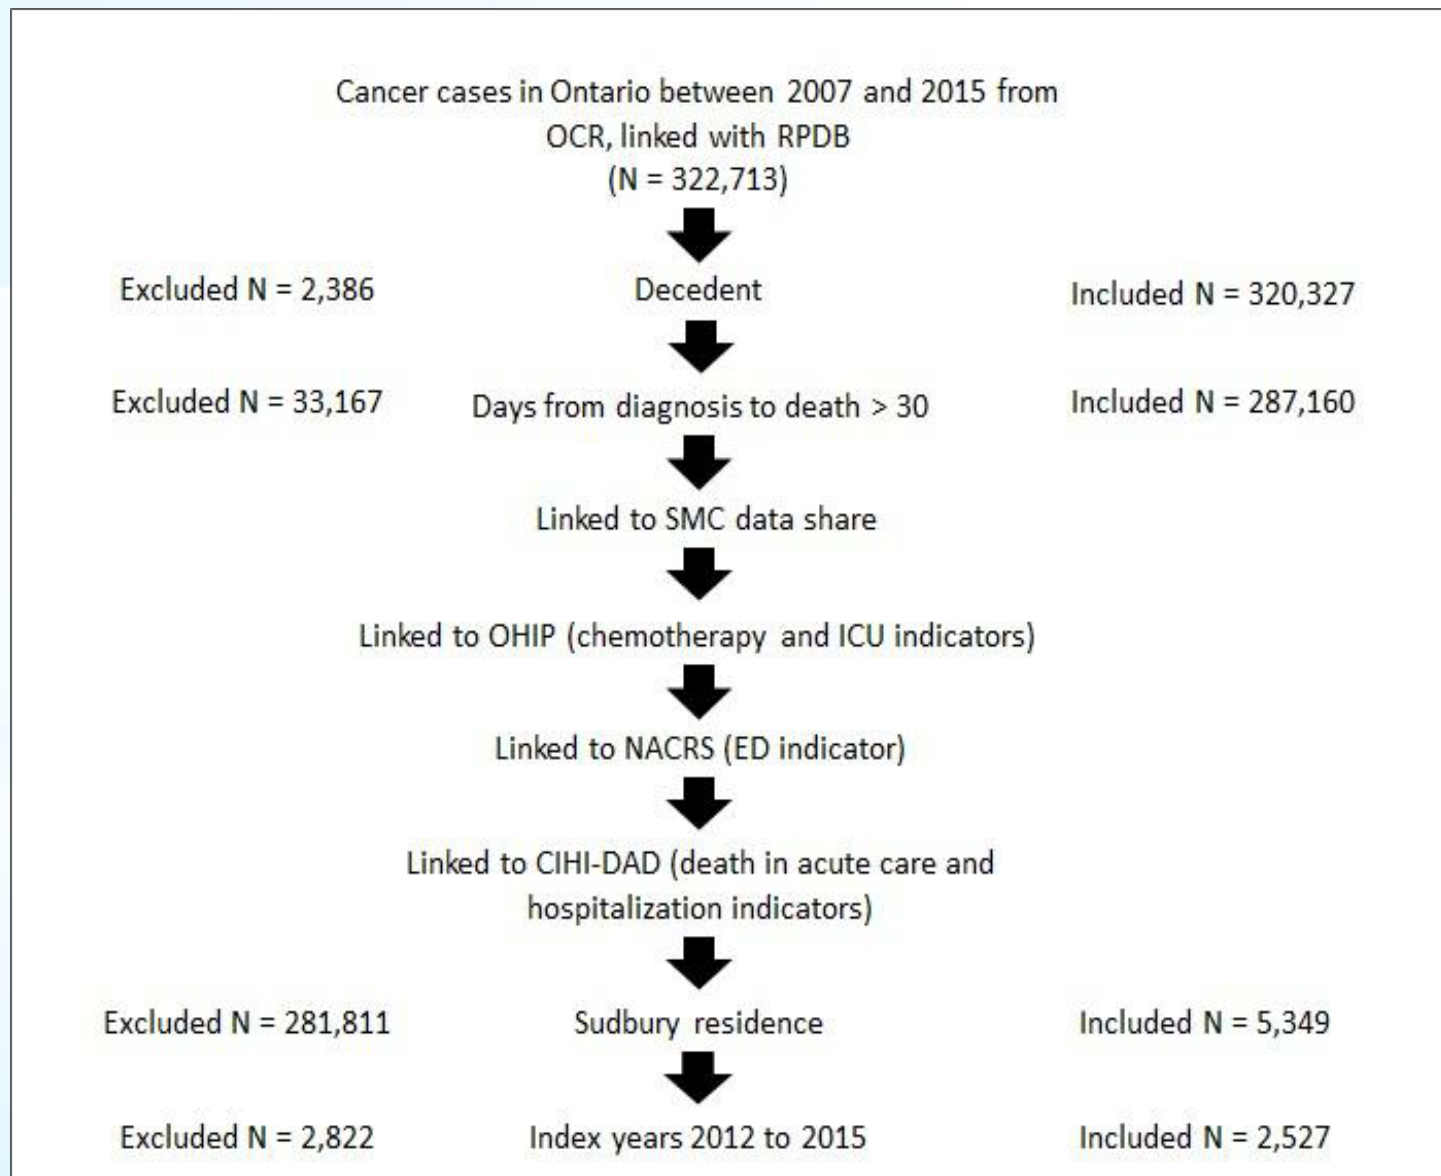 Cancer cases in Ontario between 2007 and 2015 from
OCR, linked with RPDB
(N = 322,713)
Excluded N = 2,386
Decedent
Included N = 320,327
Excluded N = 33,167
Days from diagnosis to death > 30
Included N = 287,160
Linked to SMC data share
Linked to OHIP (chemotherapy and ICU indicators)
Linked to NACRS (ED indicator)
Linked to CIHI-DAD (death in acute care and
hospitalization indicators)
Excluded N = 281,811
Sudbury residence
Included N = 5,349
Excluded N = 2,822
Index years 2012 to 2015
Included N = 2,527